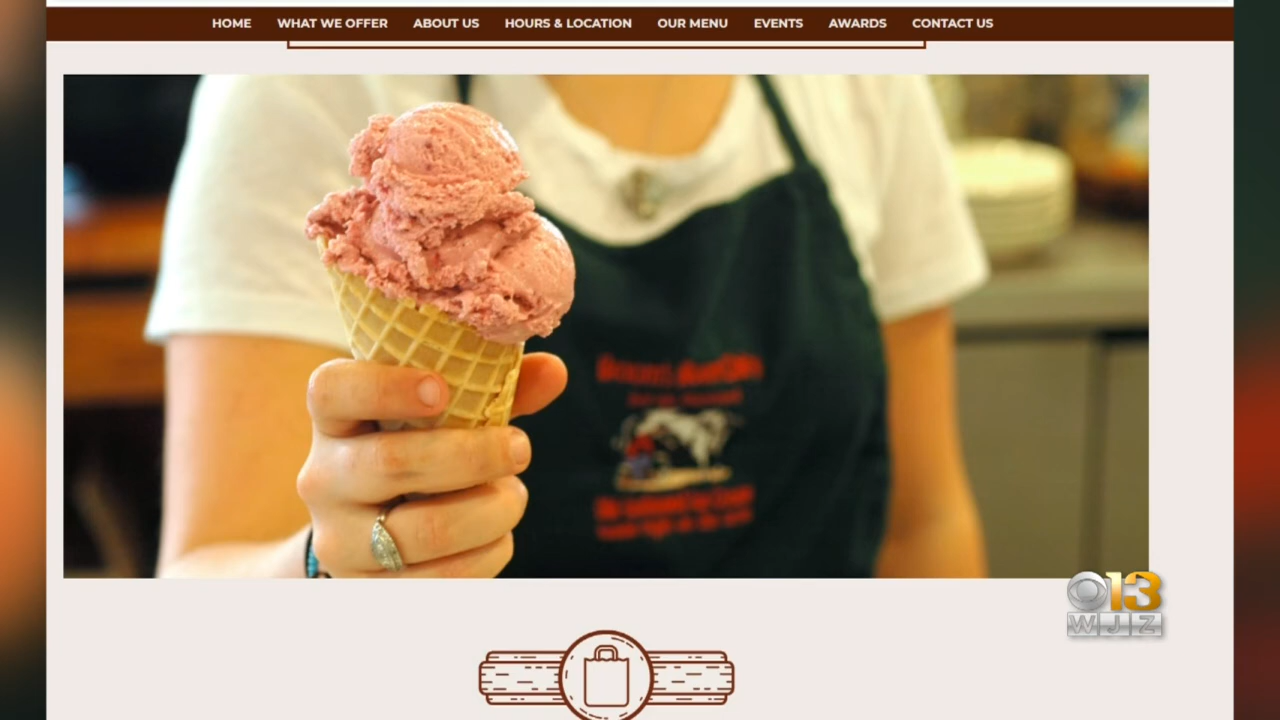 HOME WHAT WE OFFER ABOUT US HOURS & LOCATION OUR MENU EVENTS AWARDS CONTACT US
13
WJZ